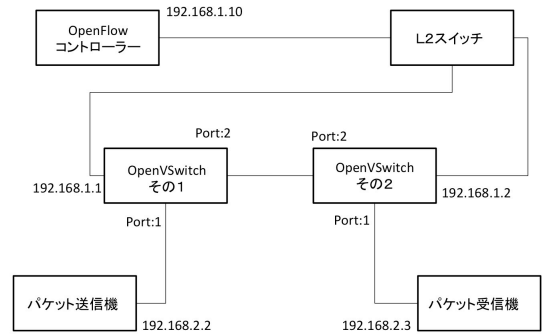 192.168.1.10
OpenFlow
コントローラー
L2スイッチ
Port:2
Port:2
OpenVSwitch
その1
OpenVSwitch
その2
192.168.1.1
192.168.1.2
Port:1
Port:1
パケット送信機
パケット受信機
192.168.2.2
192.168.2.3